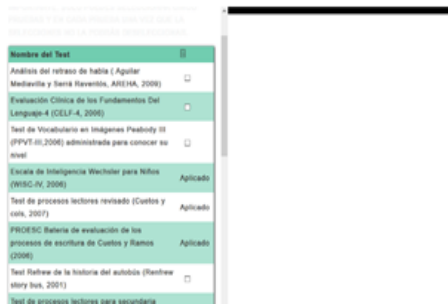 Nombre del Test
Análisis del retraso de habla ( Aguilar
Mediavilla y Serrá Raventós, AREHA, 2009)
Evaluación Clínica de los Fundamentos Del
Lenguaje-4 (CELF-4, 2006)
Test de Vocabulario en Imágenes Peabody III
(PPVT-III,2006) administrada para conocer su
nivel
Escala de Inteligencia Wechsler para Niños
(WISC-IV, 2006) Aplicado
Test de procesos lectores revisado (Cuetos y
cols, 2007) Aplicado
PROESC Batería de evaluación de los
procesos de escritura de Cuetos y Ramos Aplicado
(2006)
Test Refrew de la historia del autobús (Renfrew
story bus, 2001)
Test de procesos lectores para secundaria